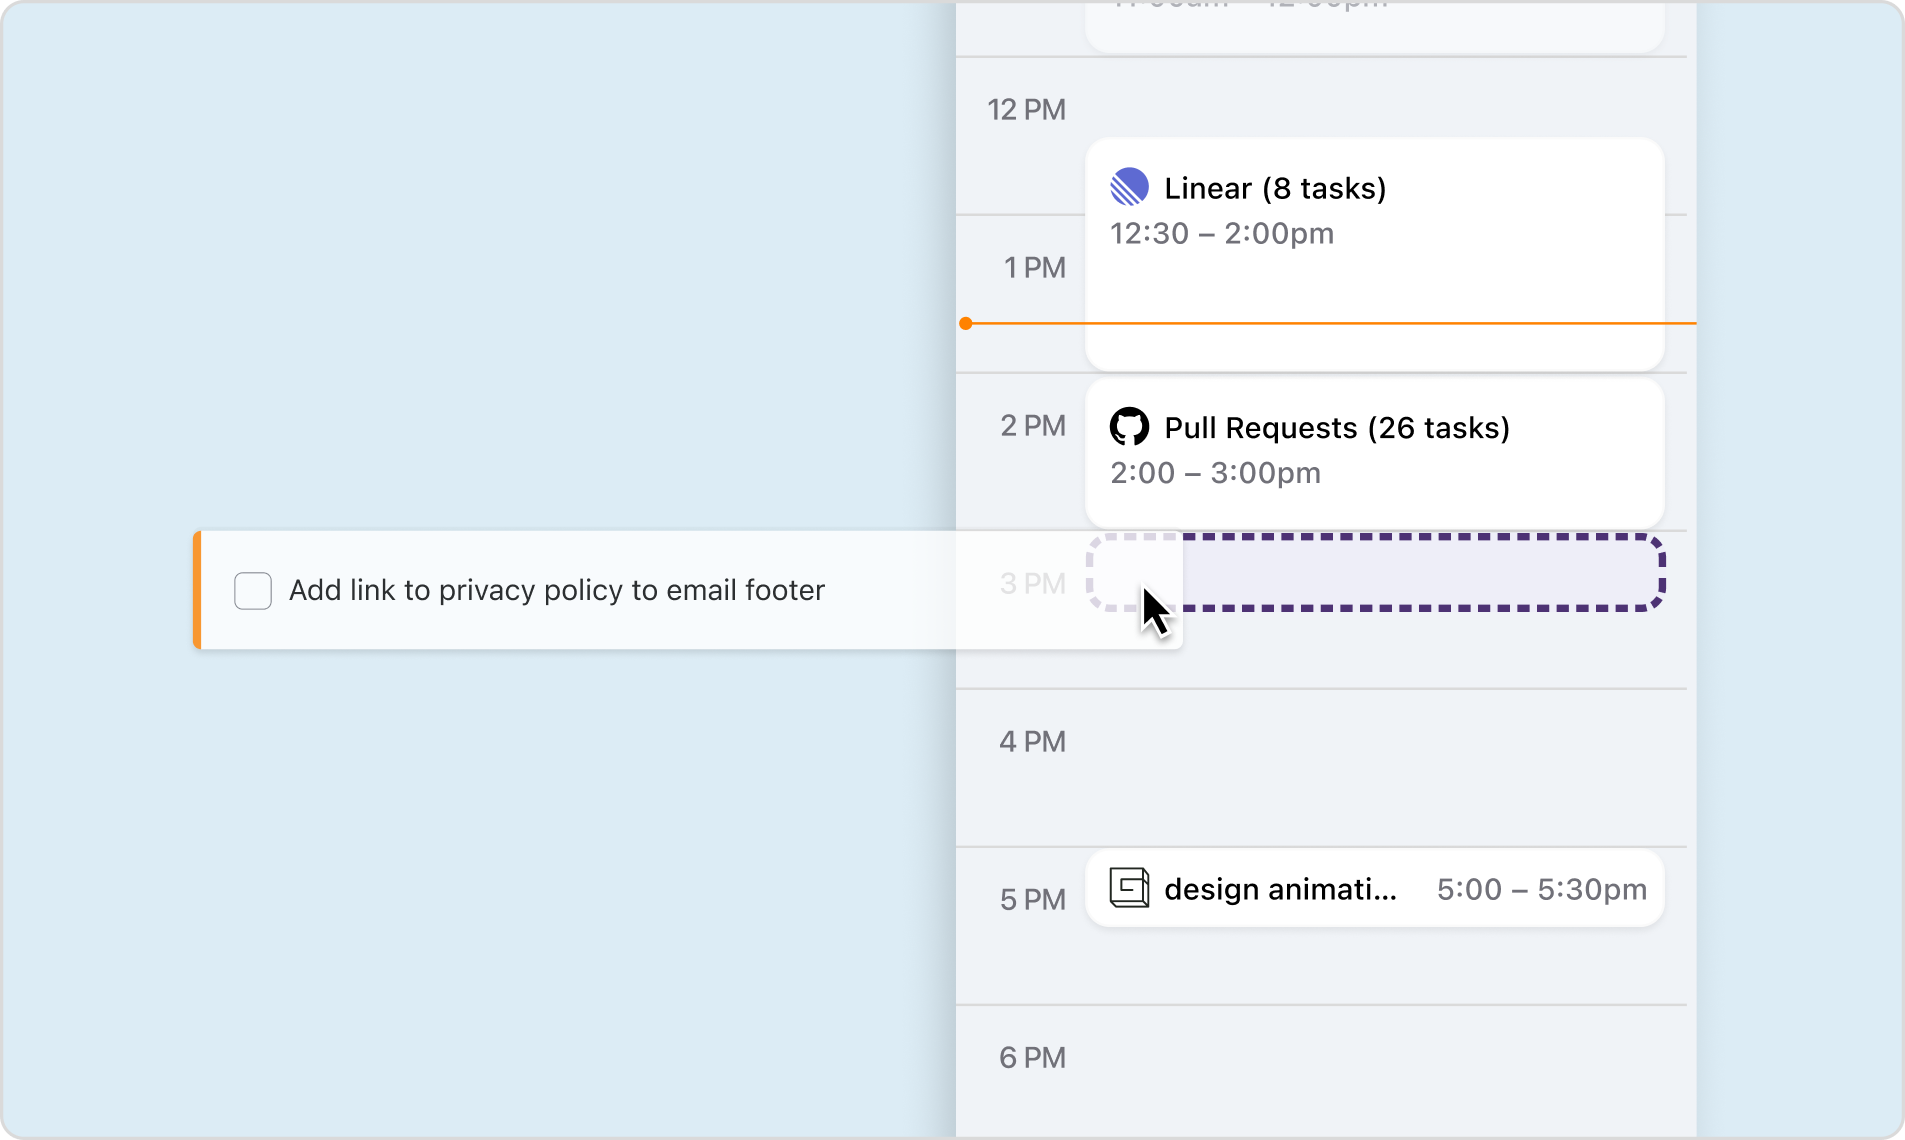 12 PM
Linear (8 tasks)
12:30 – 2:00pm
1 PM
2 PM
Pull Requests (26 tasks)
2:00 – 3:00pm
Add link to privacy policy to email footer
3 PM
4 PM
5 PM
design animati...
5:00 – 5:30pm
6 PM